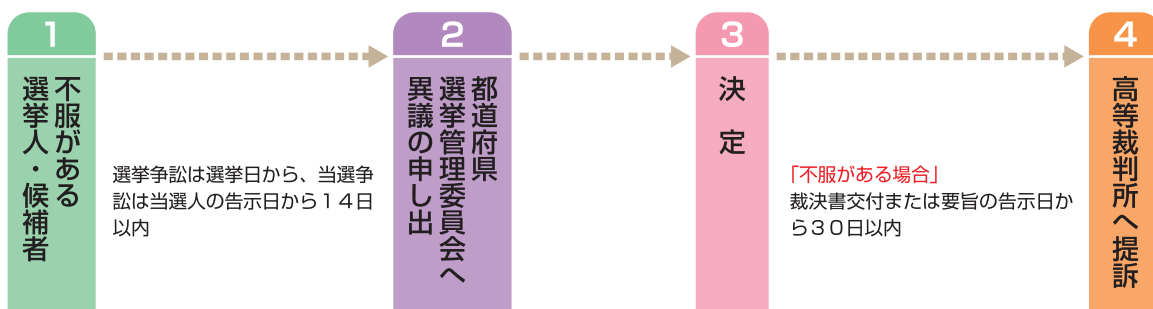 1
不服がある
選挙人・候補者
選挙争訟は選挙日から、当選争
訟は当選人の告示日から１４日
以内
2
都道府県
選挙管理委員会へ
異議の申し出
3
決定
「不服がある場合」
裁決書交付または要旨の告示日か
ら３０日以内
4
高等裁判所へ提訴